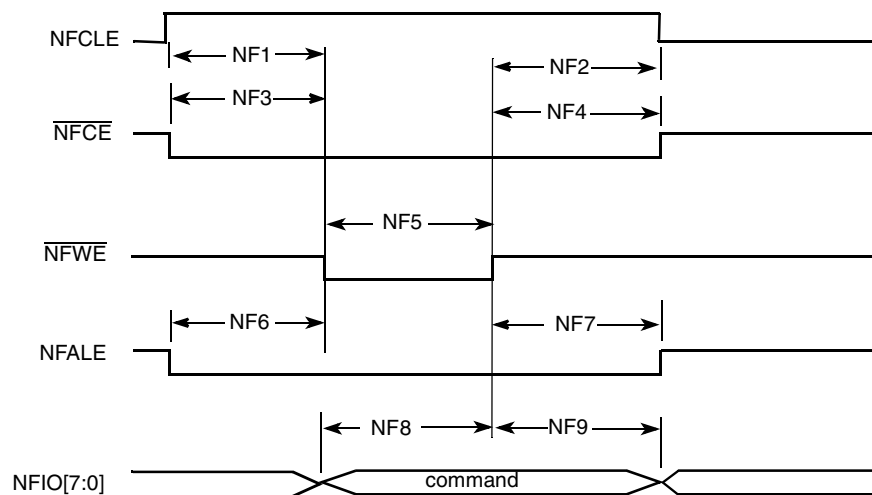 NFCLE
NF1
NF2
NF3
NF4
NFCE
NF5
NFWE
NF6
NF7
NFALE
NF8
NF9
NFIO[7:0]
command